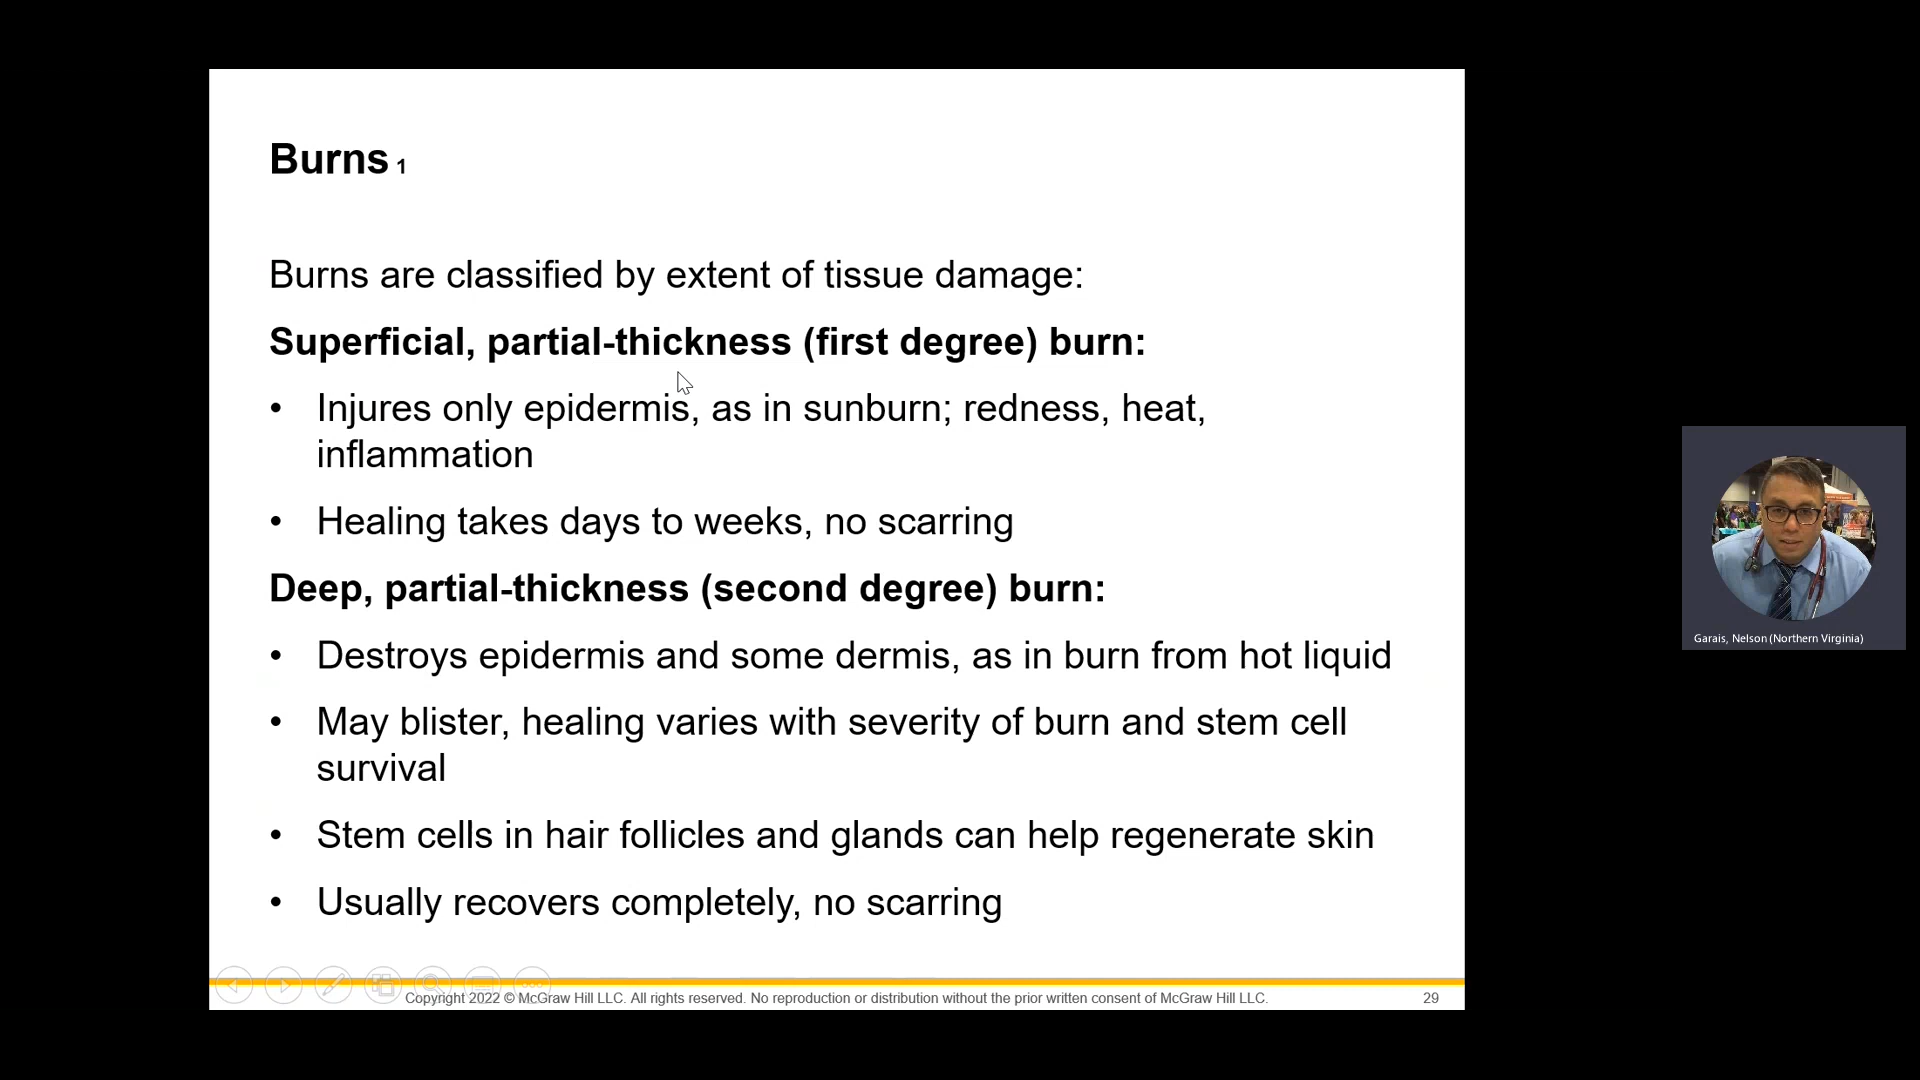 Burns 1
Burns are classified by extent of tissue damage:
Superficial, partial-thickness (first degree) burn:
• Injures only epidermis, as in sunburn; redness, heat,
inflammation
• Healing takes days to weeks, no scarring
Deep, partial-thickness (second degree) burn:
• Destroys epidermis and some dermis, as in burn from hot liquid
• May blister, healing varies with severity of burn and stem cell
survival
• Stem cells in hair follicles and glands can help regenerate skin
• Usually recovers completely, no scarring
Copyright 2022 © McGraw Hill LLC. All rights reserved. No reproduction or distribution without the prior written consent of McGraw Hill LLC.
29
Garais, Nelson (Northern Virginia)